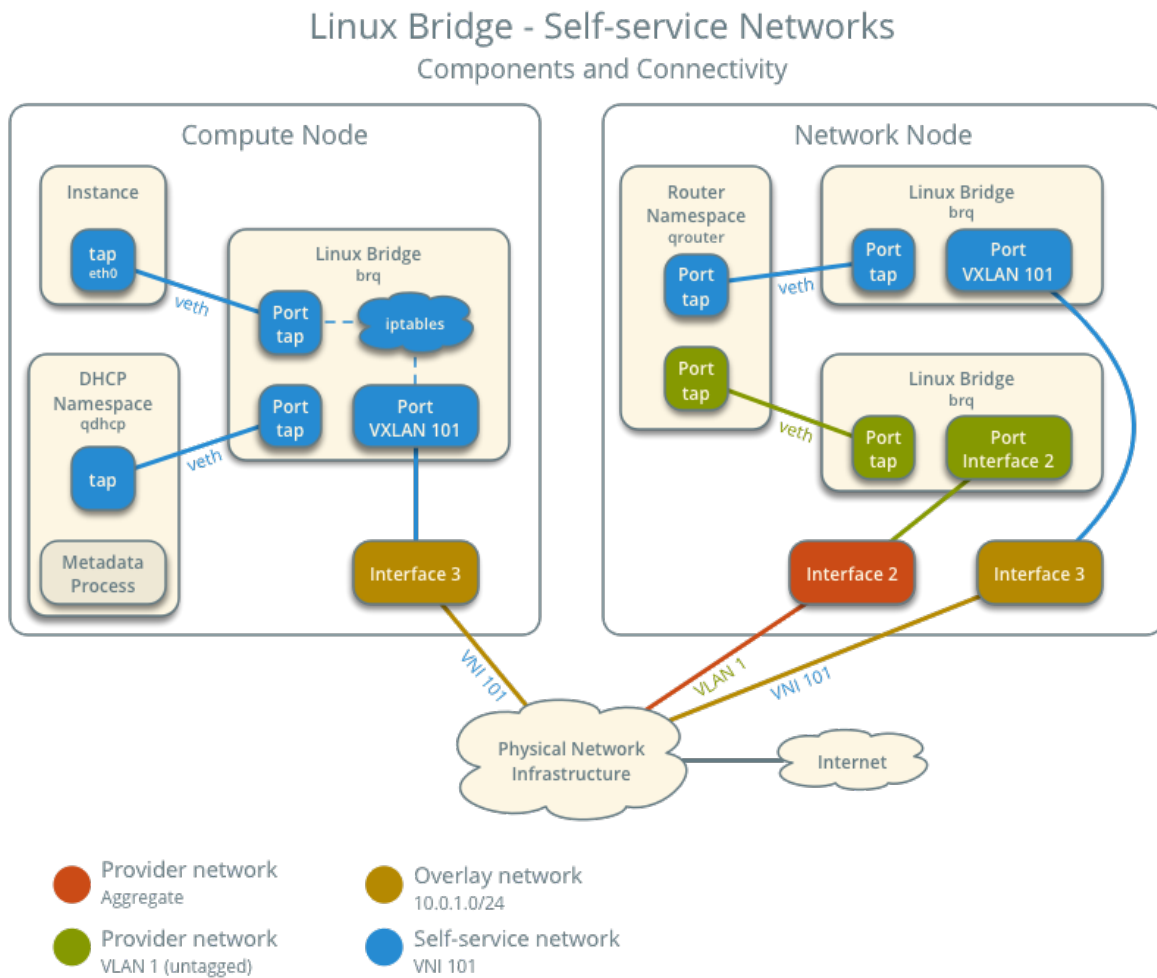 Linux Bridge - Self-service Networks
Components and Connectivity
Compute Node
Instance
tap
eth0
veth
DHCP
Namespace
qdhcp
tap
veth
Metadata
Process
Linux Bridge
brq
Port
tap
iptables
Port
tap
Port
VXLAN 101
Interface 3
VNI 101
Network Node
Router
Namespace
qrouter
Port
tap
veth
Port
tap
veth
Linux Bridge
brq
Port
tap
Port
VXLAN 101
Linux Bridge
brq
Port
tap
Port
Interface 2
Interface 2
Interface 3
VLAN 1
VNI 101
Physical Network
Infrastructure
Internet
Provider network
Aggregate
Provider network
VLAN 1 (untagged)
Overlay network
10.0.1.0/24
Self-service network
VNI 101